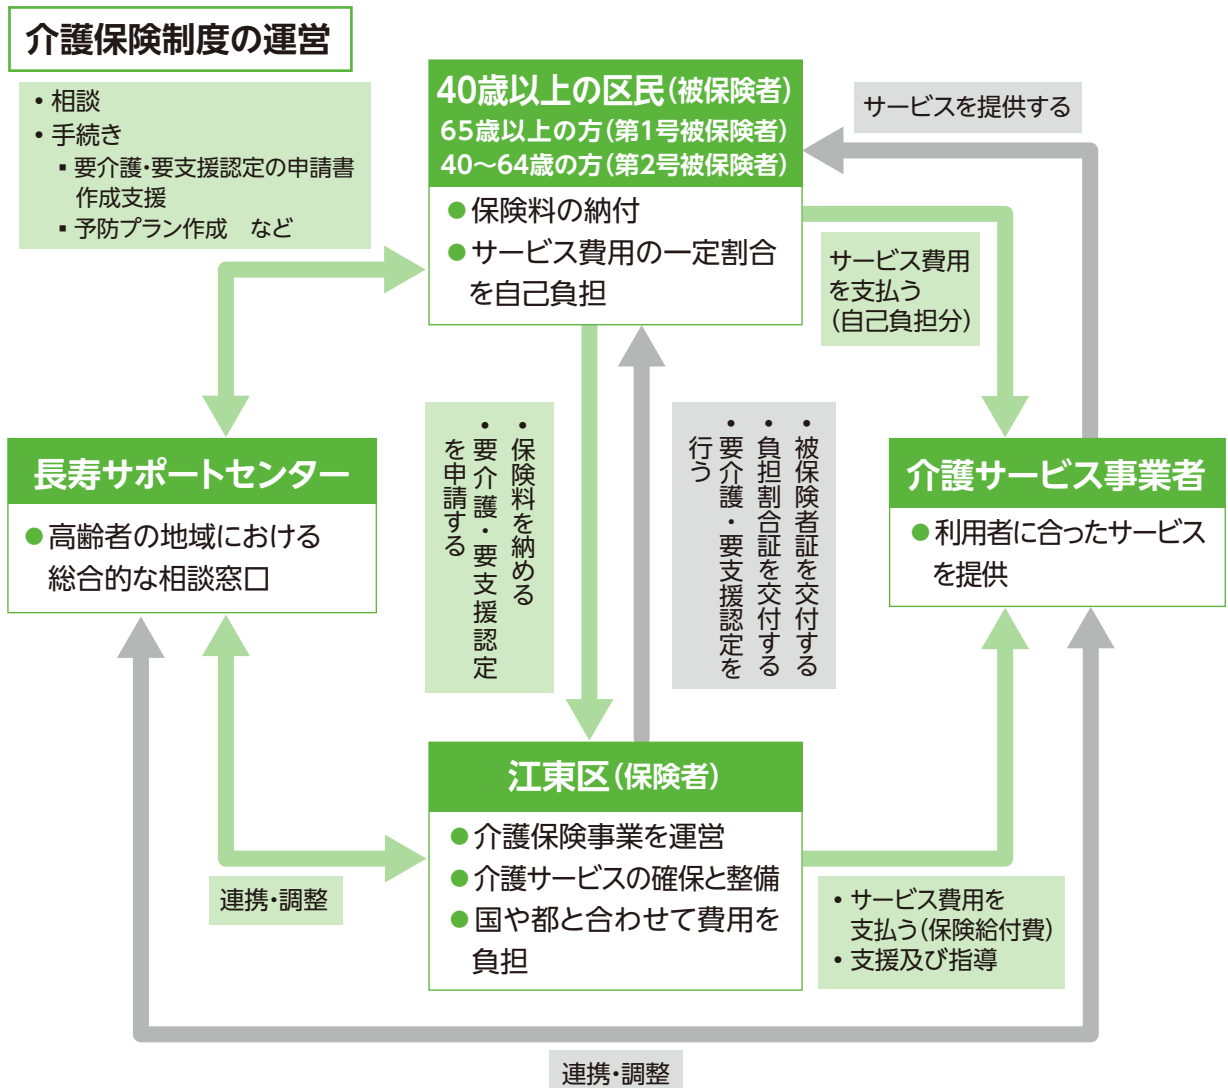 介護保険制度の運営
• 相談
• 手続き
▪ 要介護・要支援認定の申請書
作成支援
▪ 予防プラン作成　など
40歳以上の区民（被保険者）
65歳以上の方（第1号被保険者）
40〜64歳の方（第2号被保険者）
● 保険料の納付
● サービス費用の一定割合
を自己負担
サービスを提供する
サービス費用
を支払う
（自己負担分）
長寿サポートセンター
● 高齢者の地域における
総合的な相談窓口
・保険料を納める
・要介護・要支援認定
を申請する
・被保険者証を交付する
・負担割合証を交付する
・要介護・要支援認定を
行う
介護サービス事業者
● 利用者に合ったサービス
を提供
江東区（保険者）
● 介護保険事業を運営
● 介護サービスの確保と整備
● 国や都と合わせて費用を
負担
連携・調整
• サービス費用を
支払う（保険給付費）
• 支援及び指導
連携・調整